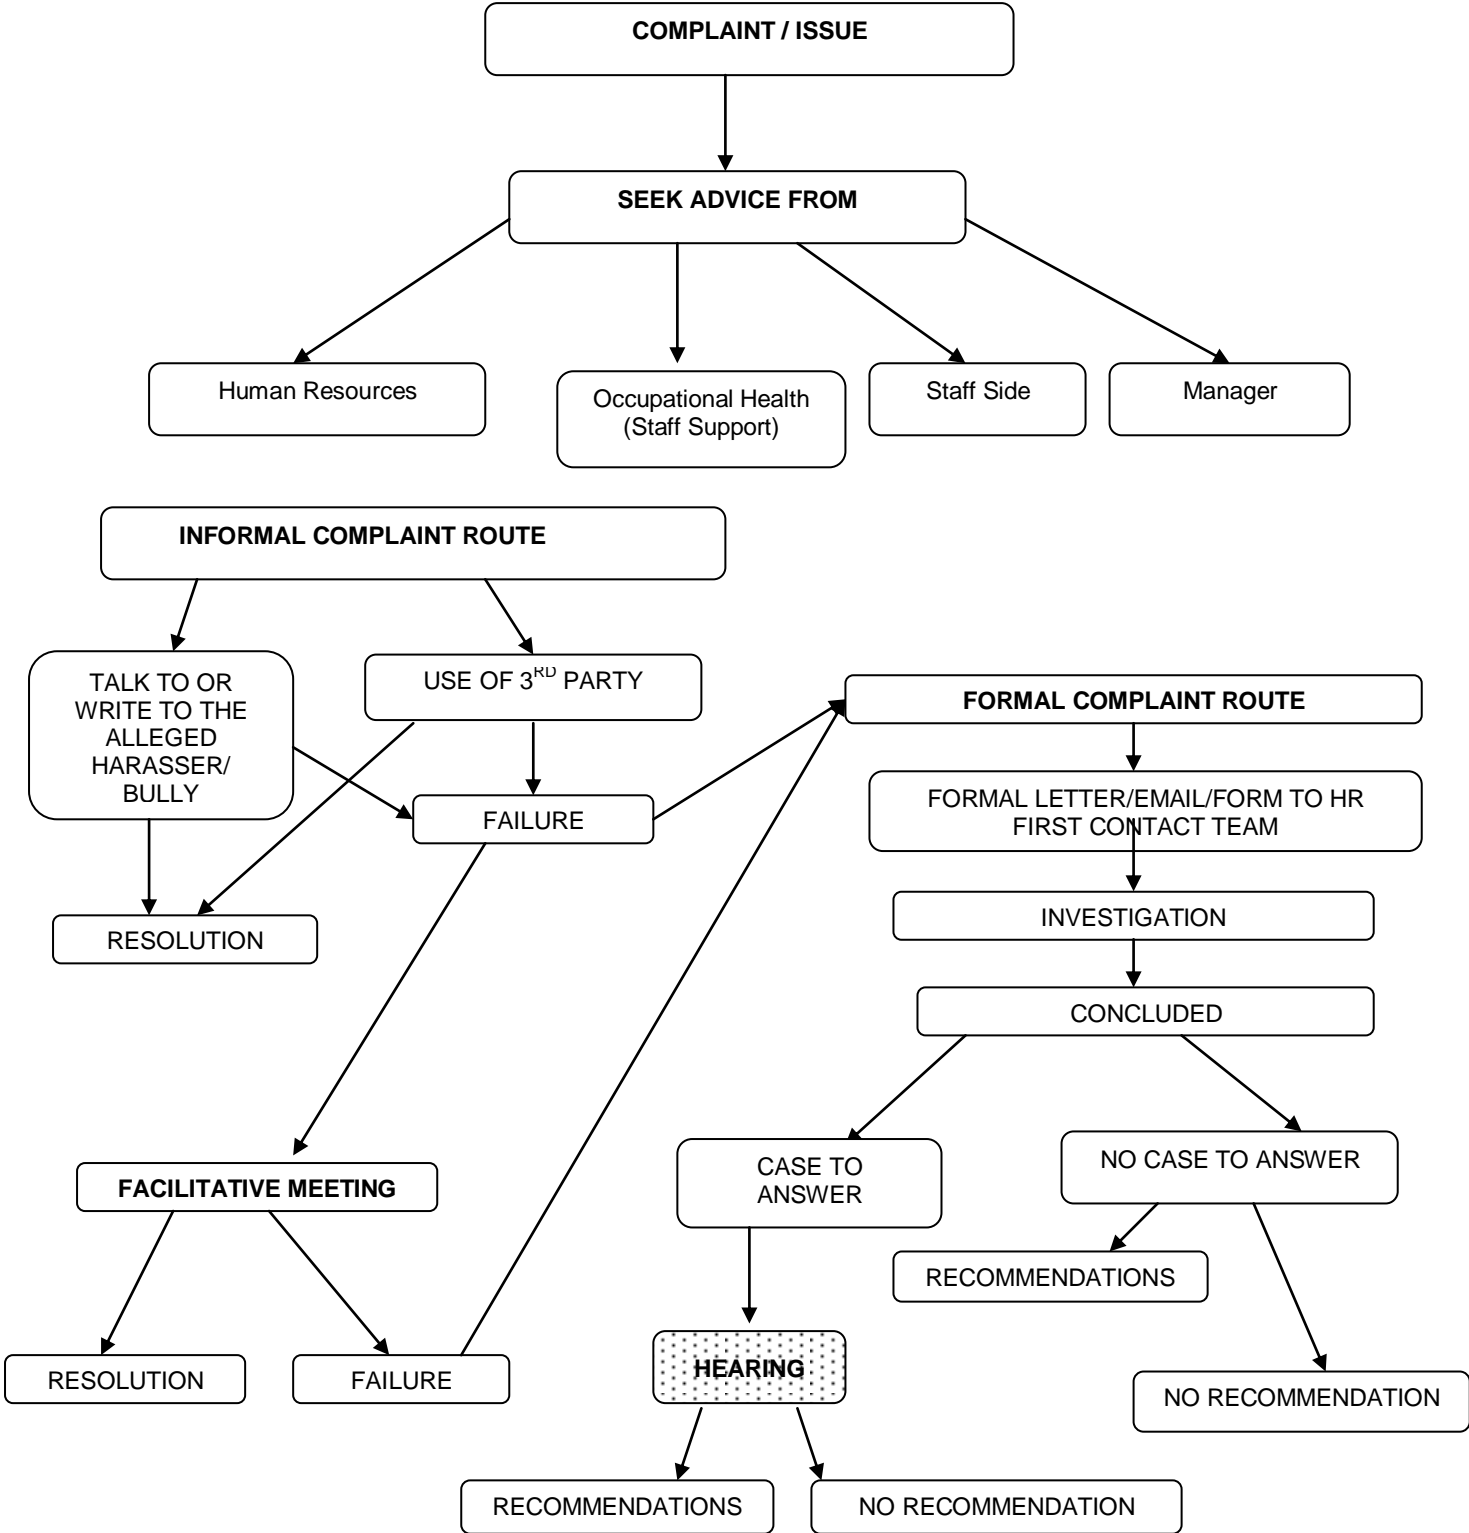 COMPLAINT / ISSUE
SEEK ADVICE FROM
Human Resources
Occupational Health
(Staff Support)
Staff Side
Manager
INFORMAL COMPLAINT ROUTE
TALK TO OR
WRITE TO THE
ALLEGED
HARASSER/
BULLY
USE OF 3RD PARTY
FAILURE
RESOLUTION
FORMAL COMPLAINT ROUTE
FORMAL LETTER/EMAIL/FORM TO HR
FIRST CONTACT TEAM
INVESTIGATION
CONCLUDED
CASE TO
ANSWER
NO CASE TO ANSWER
FACILITATIVE MEETING
RECOMMENDATIONS
RESOLUTION
FAILURE
HEARING
NO RECOMMENDATION
RECOMMENDATIONS
NO RECOMMENDATION